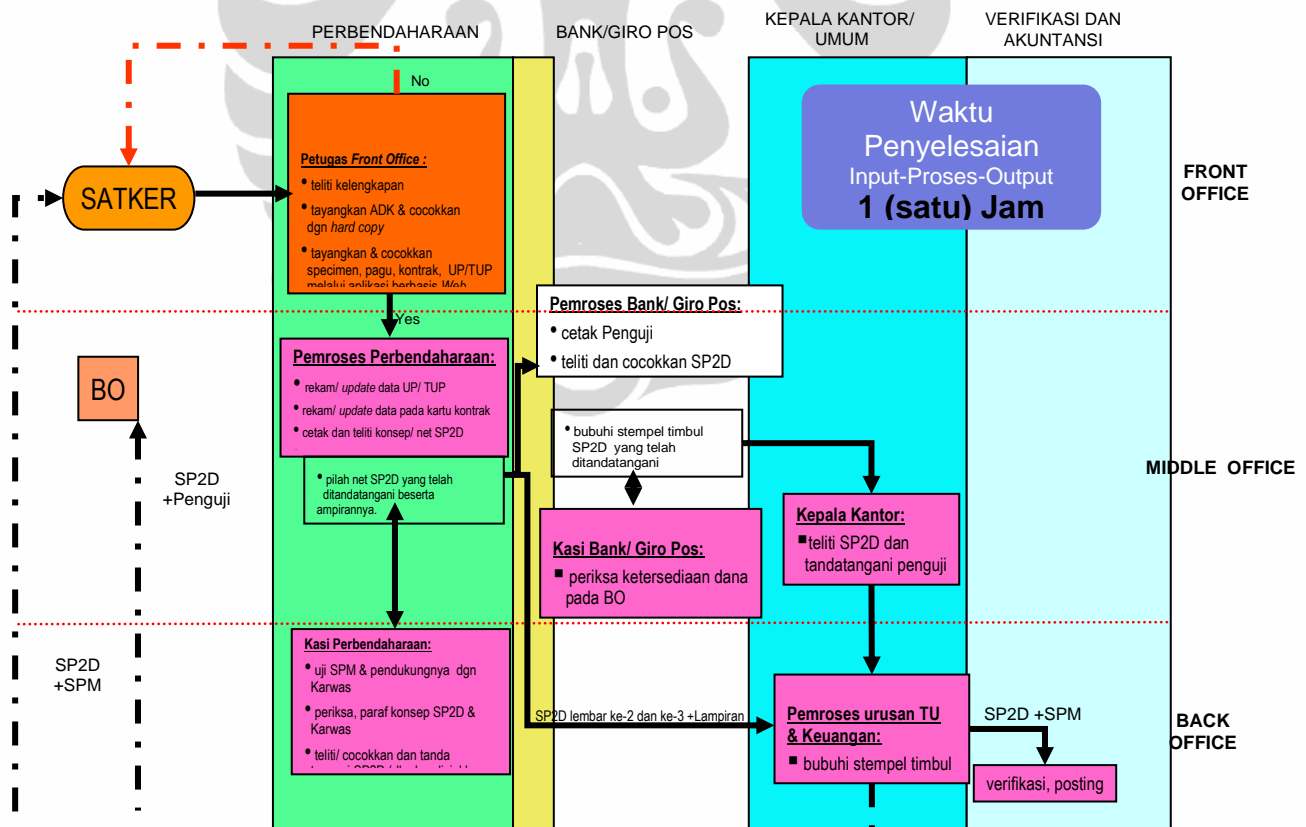 PERBENDAHARAAN
BANK/GIRO POS
KEPALA KANTOR/
UMUM
VERIFIKASI DAN
AKUNTANSI
No
Waktu
Penyelesaian
Input-Proses-Output
1 (satu) Jam
FRONT
OFFICE
SATKER
Petugas Front Office :
• teliti kelengkapan
• tayangkan ADK & cocokkan
dgn hard copy
• tayangkan & cocokkan
specimen, pagu, kontrak, UP/TUP
melalui aplikasi berbasis Web
Yes
Pemroses Bank/ Giro Pos:
• cetak Penguji
• teliti dan cocokkan SP2D
Pemroses Perbendaharaan:
• rekam/ update data UP/ TUP
• rekam/ update data pada kartu kontrak
• cetak dan teliti konsep/ net SP2D
BO
• bubuhi stempel timbul
SP2D yang telah
ditandatangani
MIDDLE OFFICE
• pilah net SP2D yang telah
ditandatangani beserta
ampirannya.
SP2D
+Penguji
Kepala Kantor:
▪teliti SP2D dan
tandatangani penguji
Kasi Bank/ Giro Pos:
▪ periksa ketersediaan dana
pada BO
Kasi Perbendaharaan:
• uji SPM & pendukungnya dgn
Karwas
• periksa, paraf konsep SP2D &
Karwas
• teliti/ cocokkan dan tanda
SP2D
+SPM
SP2D lembar ke-2 dan ke-3 +Lampiran
Pemroses urusan TU
& Keuangan:
▪ bubuhi stempel timbul
SP2D +SPM
verifikasi, posting
BACK
OFFICE